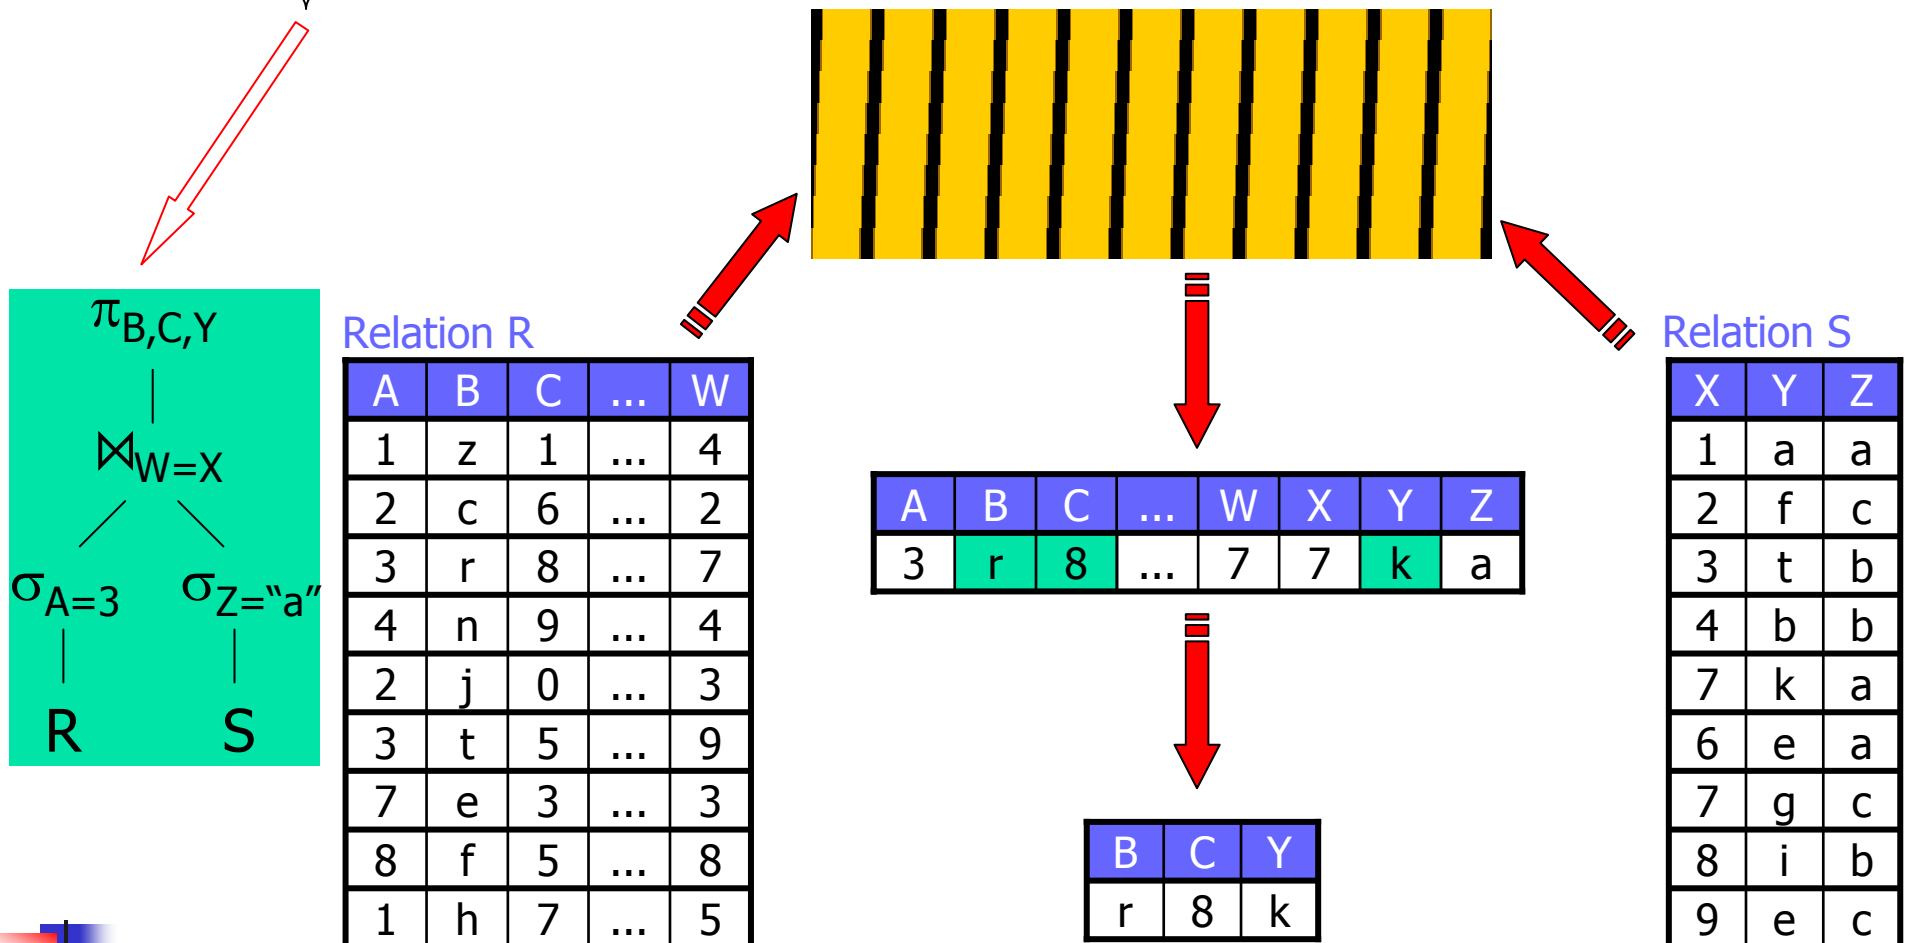 πB,C,Y
⋈W=X
σA=3 σZ="a"
R S
Relation R
A B C ... W
1 z 1 ... 4
2 c 6 ... 2
3 r 8 ... 7
4 n 9 ... 4
2 j 0 ... 3
3 t 5 ... 9
7 e 3 ... 3
8 f 5 ... 8
1 h 7 ... 5
A B C ... W X Y Z
3 r 8 ... 7 7 k a
B C Y
r 8 k
Relation S
X Y Z
1 a a
2 f c
3 t b
4 b b
7 k a
6 e a
7 g c
8 i b
9 e c